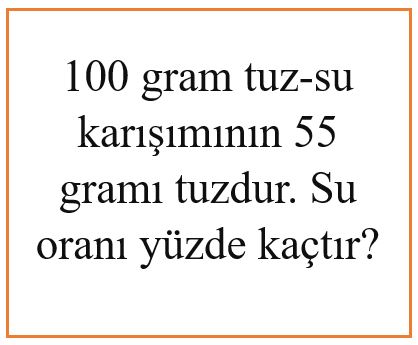 100 gram tuz-su
karışımının 55
gramı tuzdur. Su
oranı yüzde kaçtır?